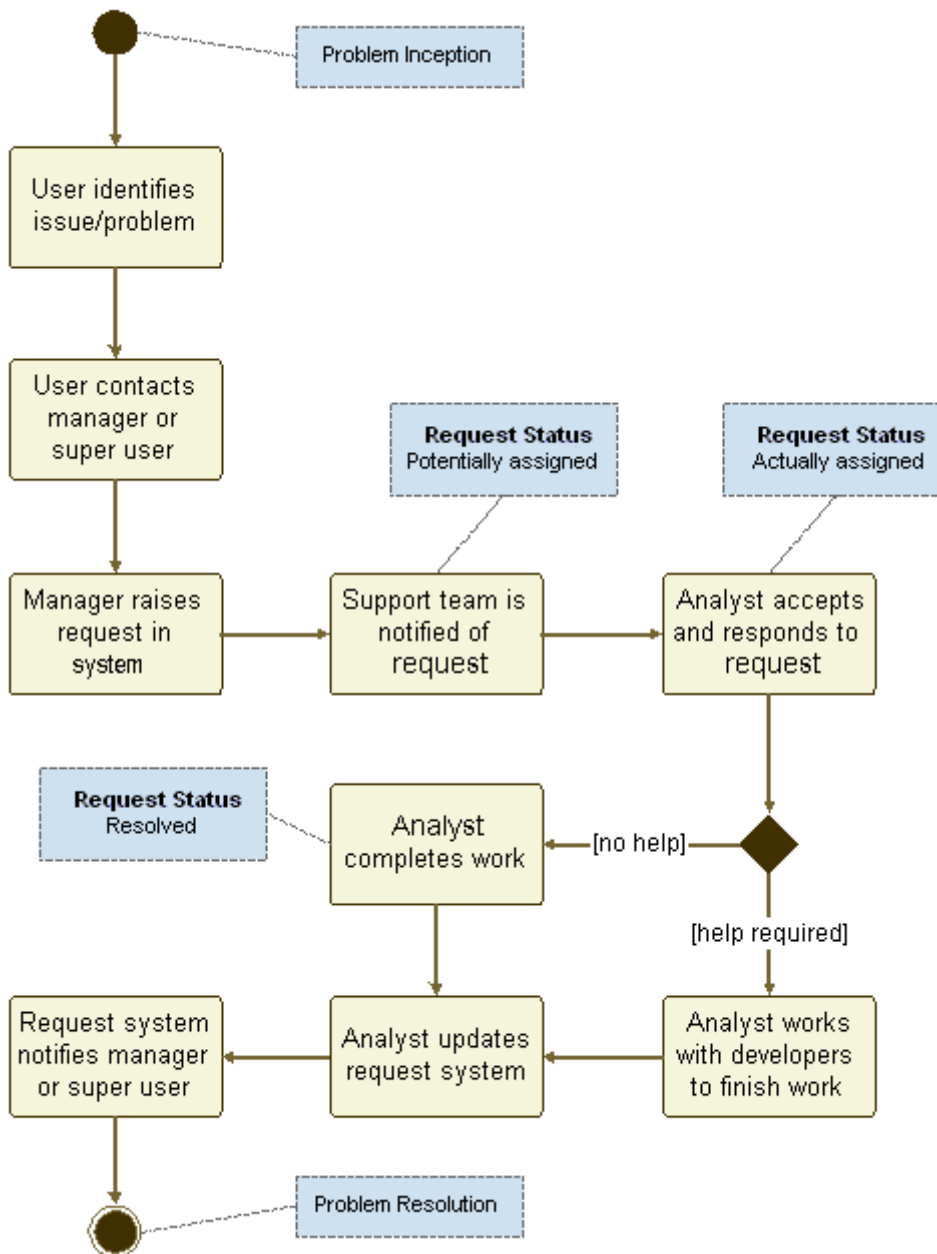 Problem Inception
User identifies
issue/problem
User contacts
manager or
super user
Request Status
Potentially assigned
Request Status
Actually assigned
Manager raises
request in
system
Support team is
notified of
request
Analyst accepts
and responds to
request
Request Status
Resolved
Analyst
completes work
[no help]
[help required]
Request system
notifies manager
or super user
Analyst updates
request system
Analyst works
with developers
to finish work
Problem Resolution